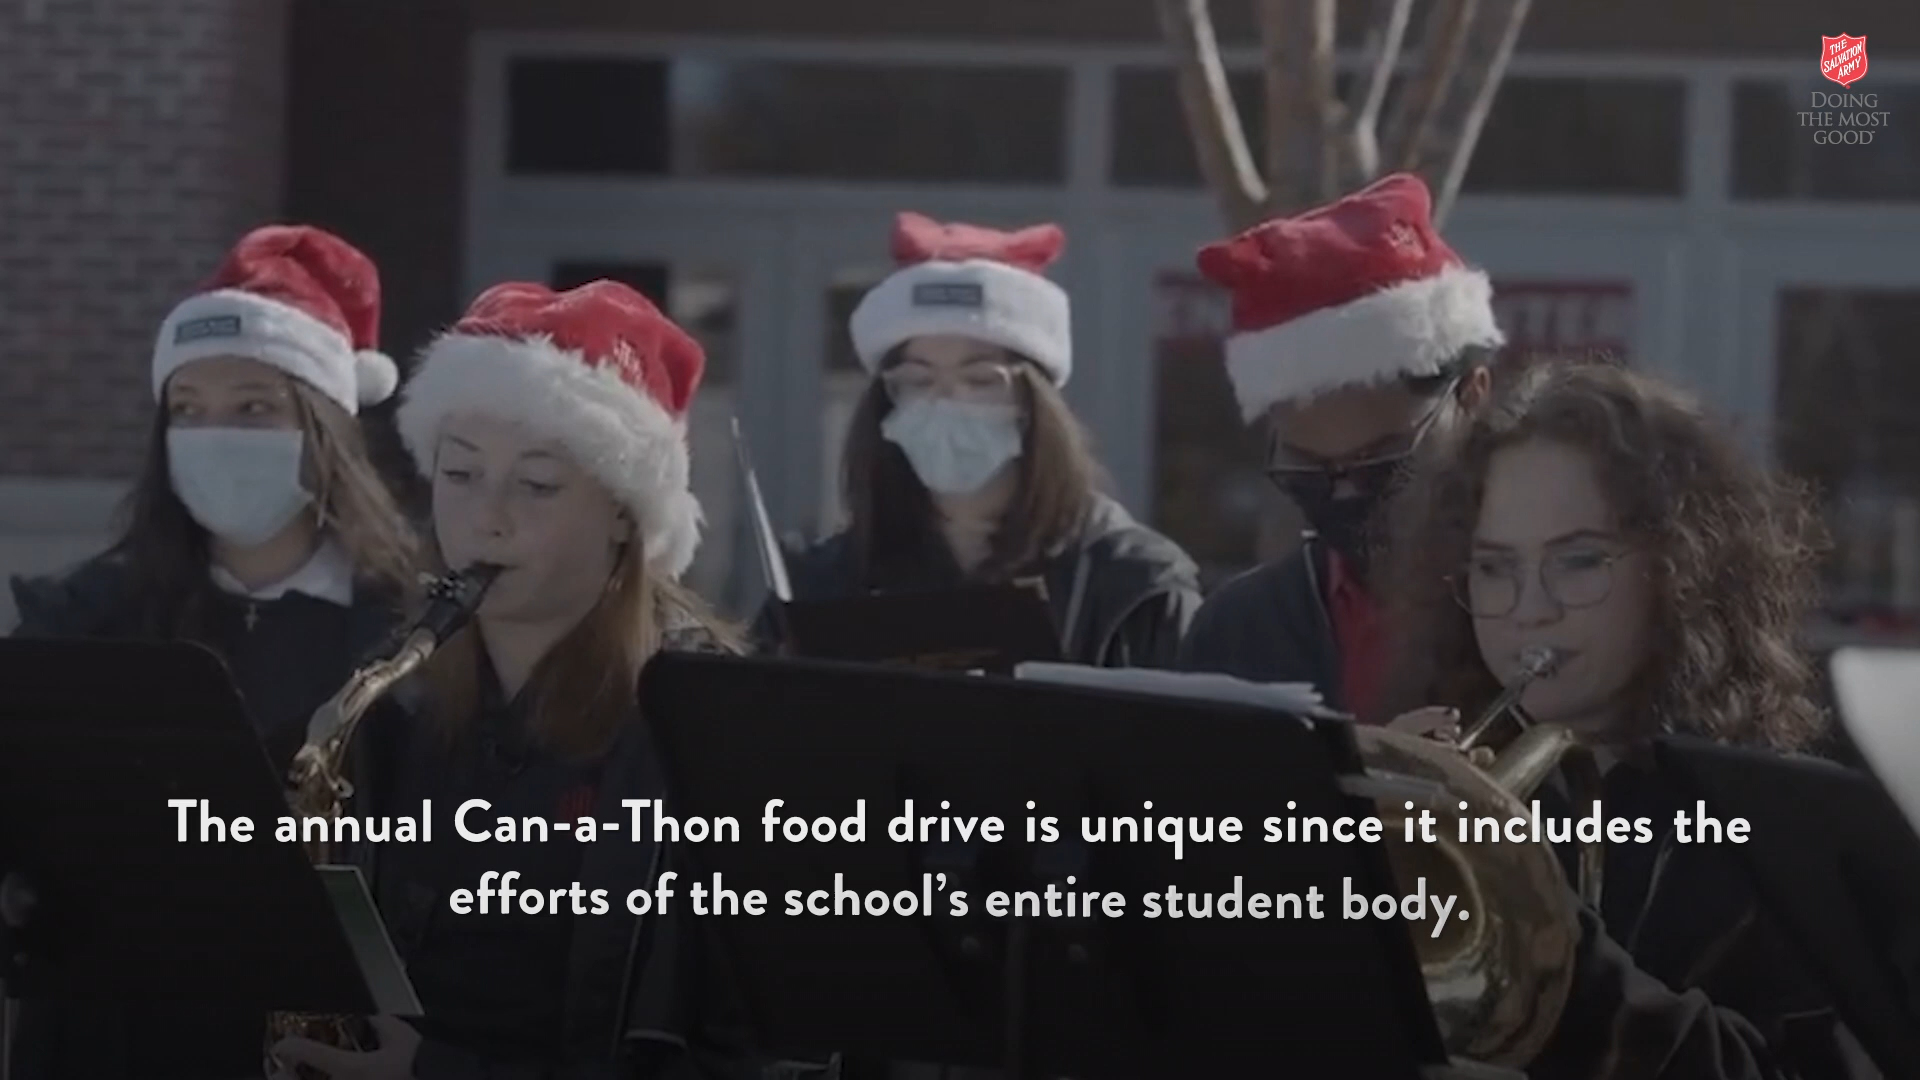 THE
SALVATION
ARMY
DOING
THE MOST
GOOD
The annual Can-a-Thon food drive is unique since it includes the
efforts of the school's entire student body.